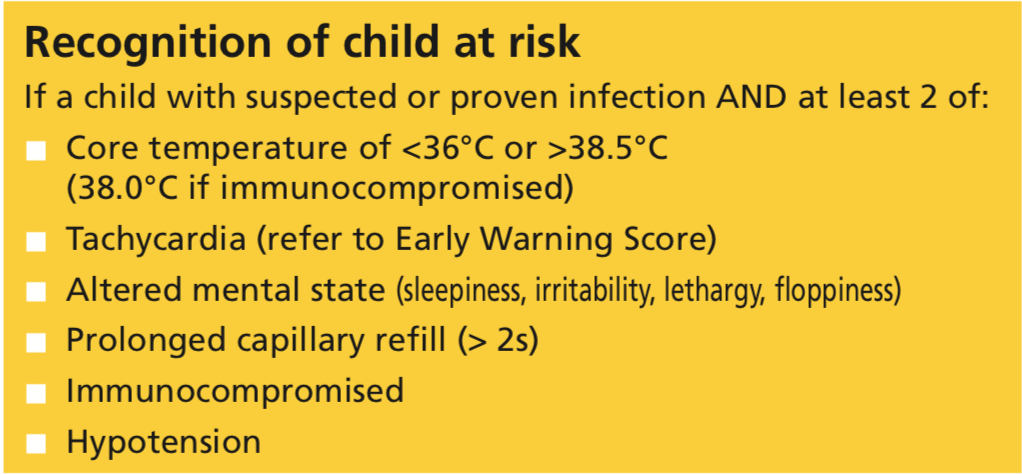 Recognition of child at risk
If a child with suspected or proven infection AND at least 2 of:
Core temperature of <36°C or >38.5°C
(38.0°C if immunocompromised)
Tachycardia (refer to Early Warning Score)
Altered mental state (sleepiness, irritability, lethargy, floppiness)
Prolonged capillary refill (> 2s)
Immunocompromised
Hypotension